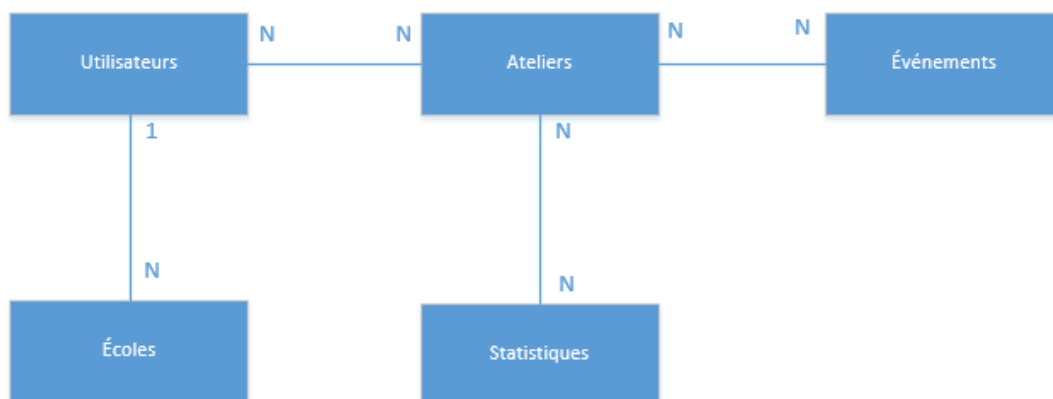 Utilisateurs
N
N
Ateliers
N
N
Événements
1
N
N
N
Écoles
Statistiques